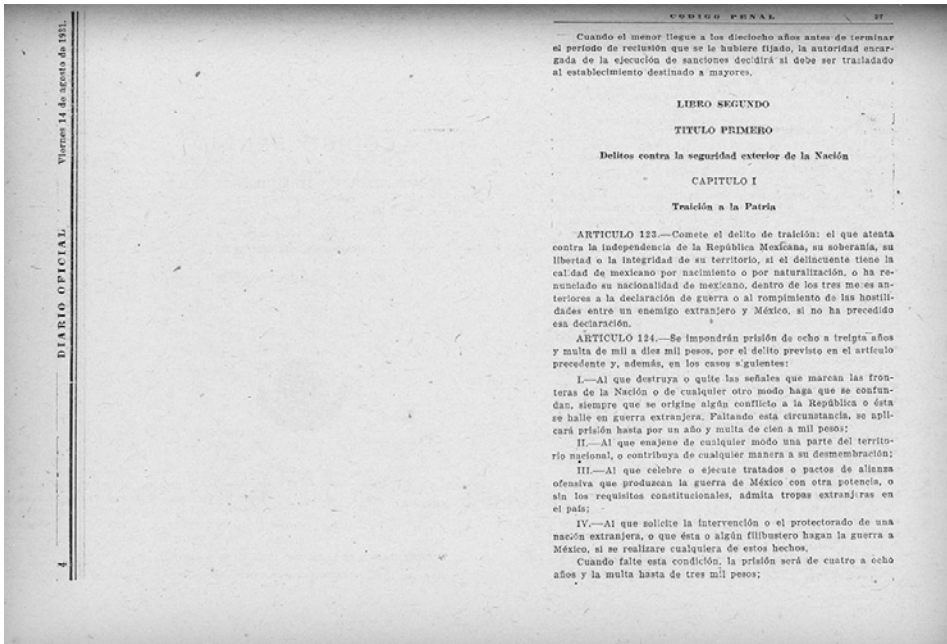 4 DIARIO OFICIAL Viernes 14 de agosto de 1931.
CODIGO PENAL 27
Cuando el menor llegue a los dieciocho años antes de terminar
el período de reclusión que se le hubiere fijado, la autoridad encar-
gada de la ejecución de sanciones decidirá si debe ser trasladado
al establecimiento destinado a mayores.
LIBRO SEGUNDO
TITULO PRIMERO
Delitos contra la seguridad exterior de la Nación
CAPITULO I
Traición a la Patria
ARTICULO 123.—Comete el delito de traición: el que atenta
contra la independencia de la República Mexicana, su soberanía, su
libertad o la integridad de su territorio, si el delincuente tiene la
calidad de mexicano por nacimiento o por naturalización, o ha re-
nunciado su nacionalidad de mexicano, dentro de los tres meses an-
teriores a la declaración de guerra o al rompimiento de las hostili-
dades entre un enemigo extranjero y México, si no ha precedido
esa declaración.
ARTICULO 124.—Se impondrán prisión de ocho a treinta años
y multa de mil a diez mil pesos, por el delito previsto en el artículo
precedente y, además, en los casos siguientes:
I.—Al que destruya o quite las señales que marcan las fron-
teras de la Nación o de cualquier otro modo haga que se confun-
dan, siempre que se origine algún conflicto a la República o ésta
se halle en guerra extranjera. Faltando esta circunstancia, se apli-
cará prisión hasta por un año y multa de cien a mil pesos;
II.—Al que enajene de cualquier modo una parte del territo-
rio nacional, o contribuya de cualquier manera a su desmembración;
III.—Al que celebre o ejecute tratados o pactos de alianza
ofensiva que produzcan la guerra de México con otra potencia, o
sin los requisitos constitucionales, admita tropas extranjeras en
el país;
IV.—Al que solicite la intervención o el protectorado de una
nación extranjera, o que ésta o algún filibustero hagan la guerra a
México, si se realizare cualquiera de estos hechos.
Cuando falte esta condición, la prisión será de cuatro a ocho
años y la multa hasta de tres mil pesos;